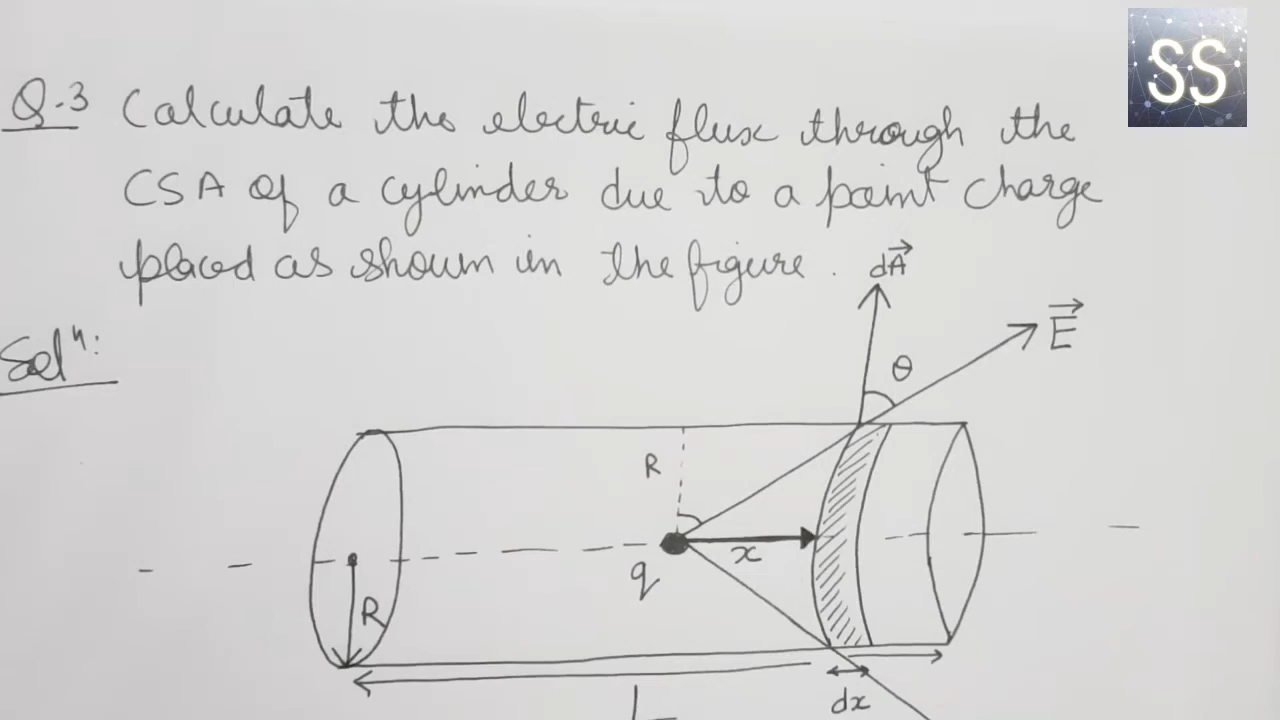 SS
Q.3 Calculate the electric flux through the
CSA of a cylinder due to a point charge
placed as shown in the figure.
Solⁿ:
dA
E
θ
R
x
q
R
dx
L